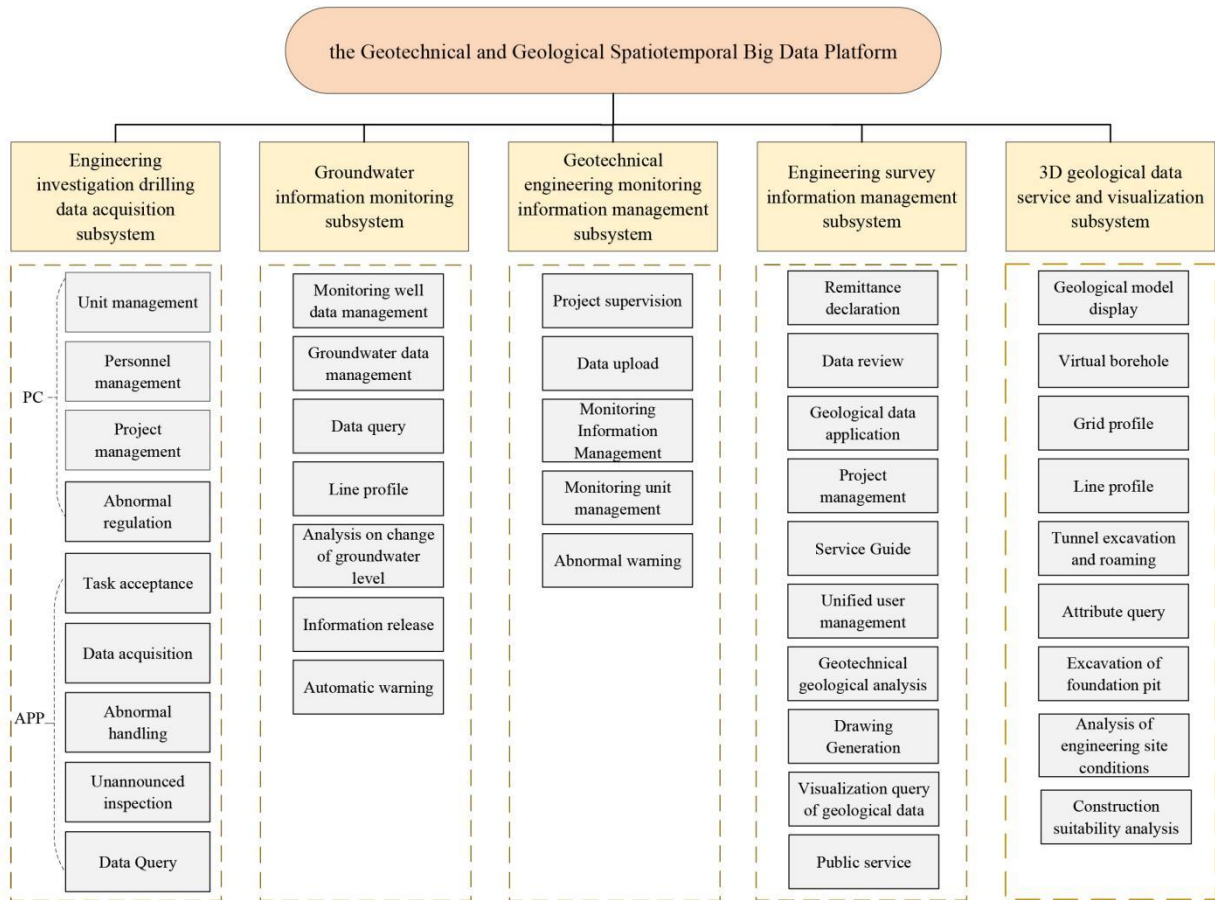 the Geotechnical and Geological Spatiotemporal Big Data Platform
Engineering
investigation drilling
data acquisition
subsystem
Groundwater
information monitoring
subsystem
Geotechnical
engineering monitoring
information management
subsystem
Engineering survey
information management
subsystem
3D geological data
service and visualization
subsystem
PC
Unit management
Personnel
management
Project
management
Abnormal
regulation
APP
Task acceptance
Data acquisition
Abnormal
handling
Unannounced
inspection
Data Query
Monitoring well
data management
Groundwater data
management
Data query
Line profile
Analysis on change
of groundwater
level
Information release
Automatic warning
Project supervision
Data upload
Monitoring
Information
Management
Monitoring unit
management
Abnormal warning
Remittance
declaration
Data review
Geological data
application
Project
management
Service Guide
Unified user
management
Geotechnical
geological analysis
Drawing
Generation
Visualization query
of geological data
Public service
Geological model
display
Virtual borehole
Grid profile
Line profile
Tunnel excavation
and roaming
Attribute query
Excavation of
foundation pit
Analysis of
engineering site
conditions
Construction
suitability analysis